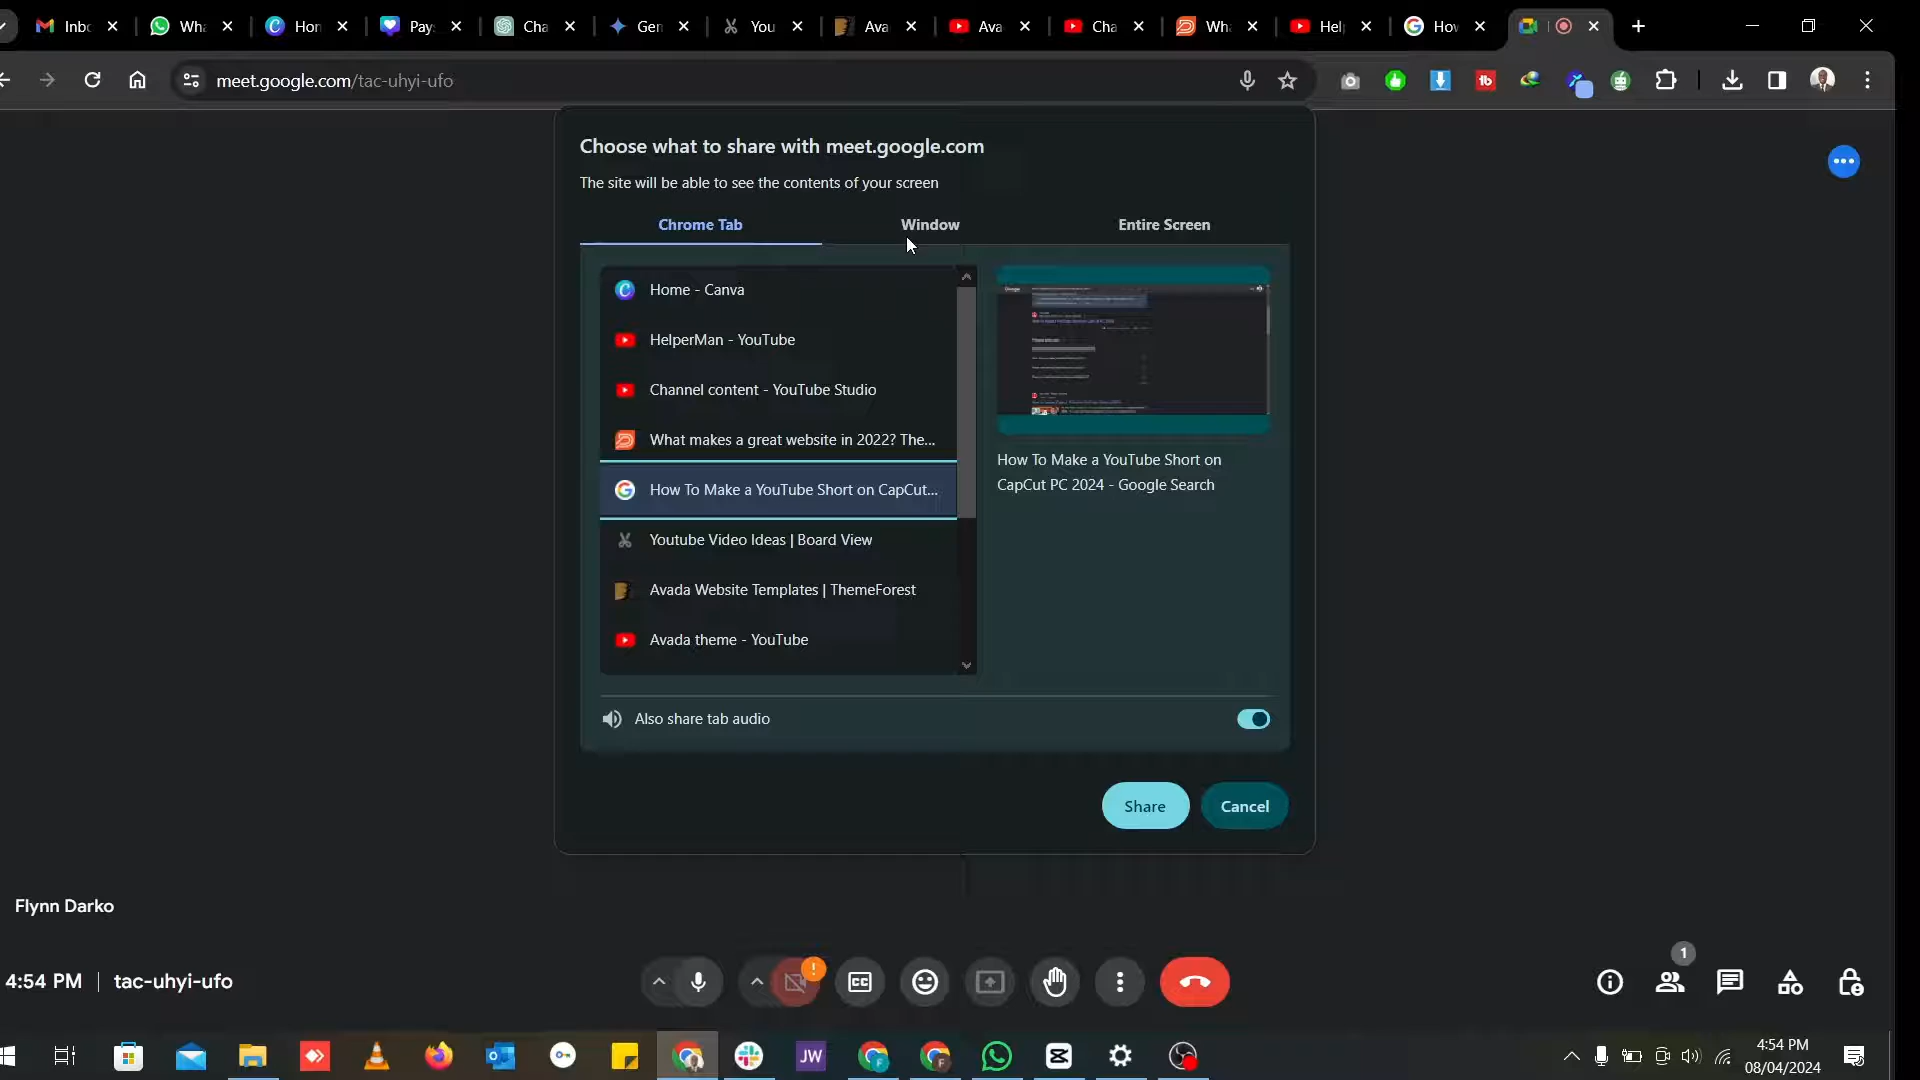 Inbo
Wha
Hon
Pay
Cha
Gen
You
Ava
Ava
Cha
Wh
Hel
Hov
meet.google.com/tac-uhyi-ufo
Choose what to share with meet.google.com
The site will be able to see the contents of your screen
Chrome Tab
Window
Entire Screen
Home - Canva
HelperMan - YouTube
Channel content - YouTube Studio
What makes a great website in 2022? The...
How To Make a YouTube Short on CapCut...
Youtube Video Ideas | Board View
Avada Website Templates | ThemeForest
Avada theme - YouTube
How To Make a YouTube Short on
CapCut PC 2024 - Google Search
Also share tab audio
Share
Cancel
Flynn Darko
4:54 PM | tac-uhyi-ufo
1
JW
4:54 PM
08/04/2024